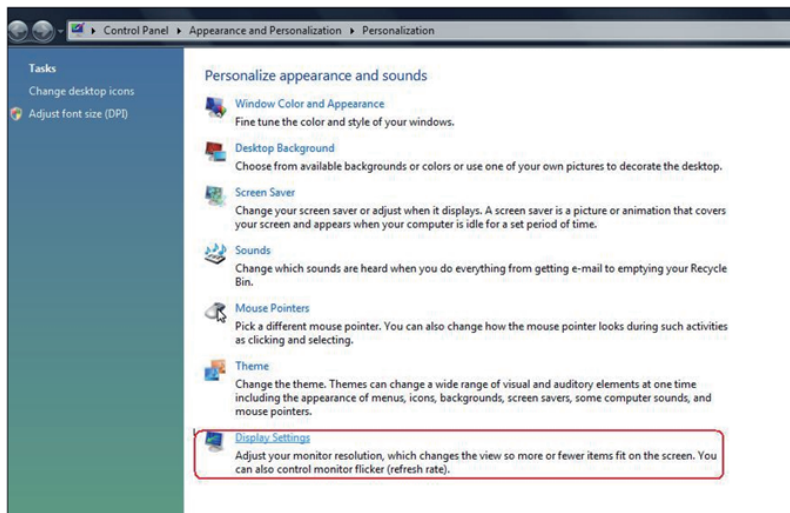 Control Panel ▸ Appearance and Personalization ▸ Personalization
Tasks
Change desktop icons
Adjust font size (DPI)
Personalize appearance and sounds
Window Color and Appearance
Fine tune the color and style of your windows.
Desktop Background
Choose from available backgrounds or colors or use one of your own pictures to decorate the desktop.
Screen Saver
Change your screen saver or adjust when it displays. A screen saver is a picture or animation that covers
your screen and appears when your computer is idle for a set period of time.
Sounds
Change which sounds are heard when you do everything from getting e-mail to emptying your Recycle
Bin.
Mouse Pointers
Pick a different mouse pointer. You can also change how the mouse pointer looks during such activities
as clicking and selecting.
Theme
Change the theme. Themes can change a wide range of visual and auditory elements at one time
including the appearance of menus, icons, backgrounds, screen savers, some computer sounds, and
mouse pointers.
Display Settings
Adjust your monitor resolution, which changes the view so more or fewer items fit on the screen. You
can also control monitor flicker (refresh rate).